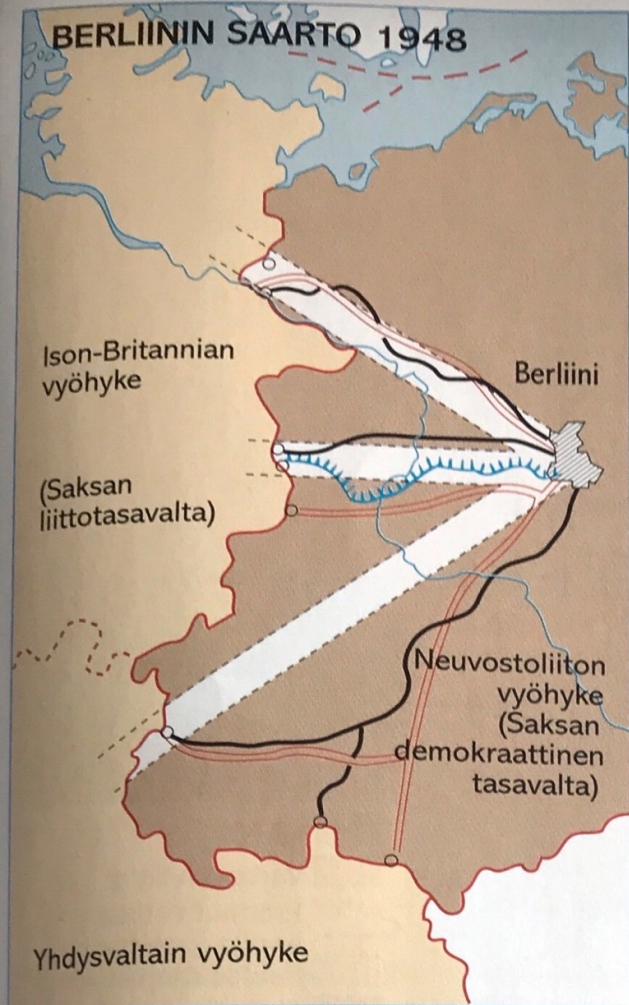 BERLIININ SAARTO 1948
Ison-Britannian
vyöhyke
Berliini
(Saksan
liittotasavalta)
Neuvostoliiton
vyöhyke
(Saksan
demokraattinen
tasavalta)
Yhdysvaltain vyöhyke